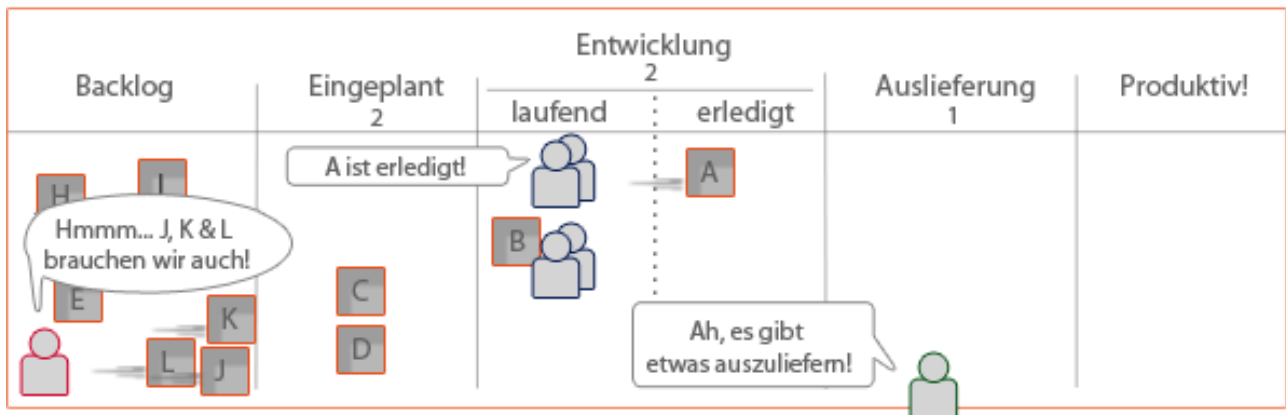 Entwicklung
2
Backlog
Eingeplant
2
Auslieferung
1
Produktiv!
laufend
erledigt
A ist erledigt!
A
H
I
Hmmm... J, K & L
brauchen wir auch!
B
E
C
K
D
L
J
Ah, es gibt
etwas auszuliefern!